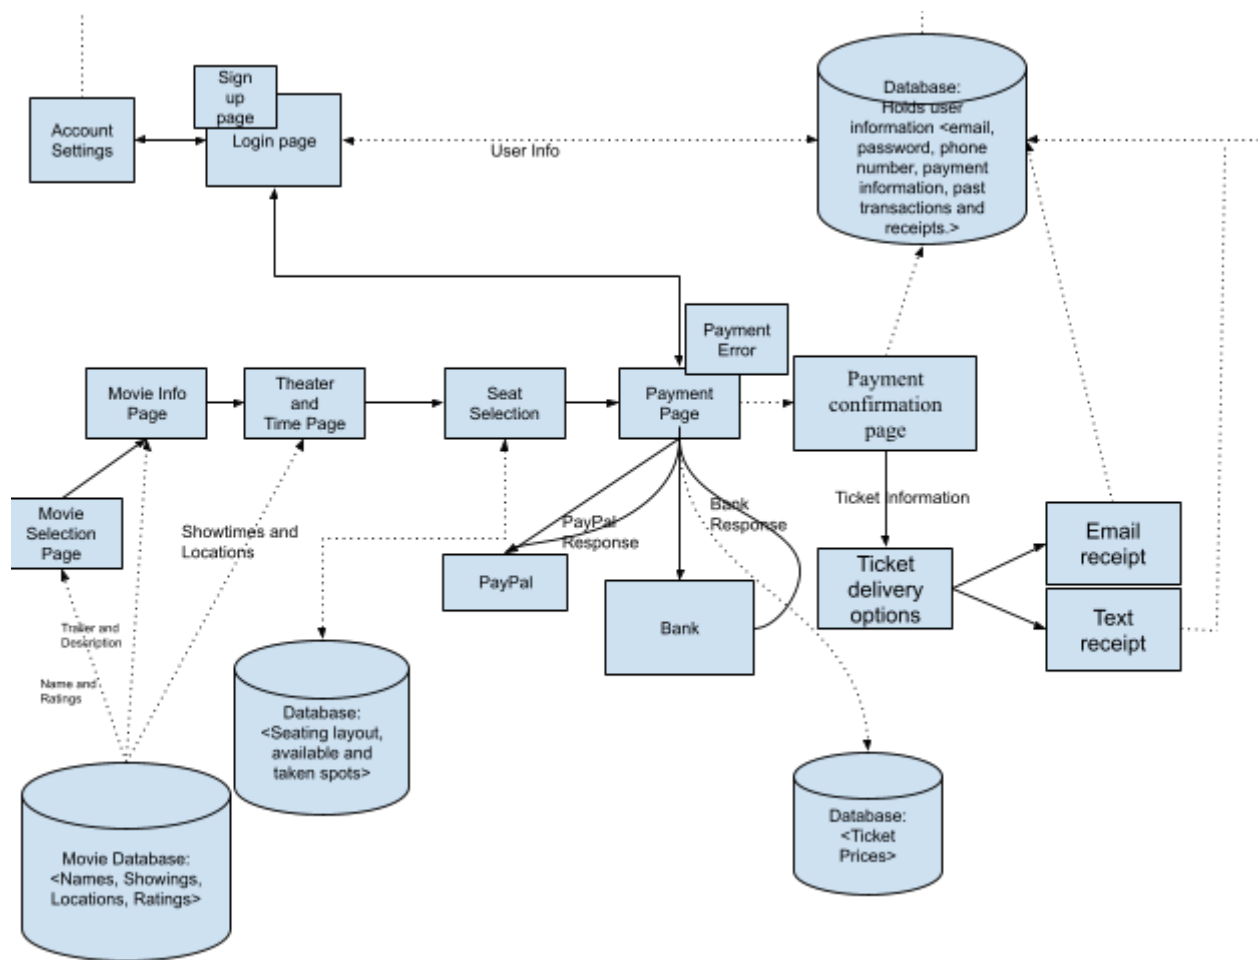 Sign
up
page
Account
Settings
Login page
User Info
Database:
Holds user
information <email,
password, phone
number, payment
information, past
transactions and
receipts.>
Payment
Error
Movie Info
Page
Theater
and
Time Page
Seat
Selection
Payment
Page
Payment
confirmation
page
Movie
Selection
Page
Showtimes and
Locations
PayPal
Response
Bank
Response
Ticket Information
PayPal
Bank
Ticket
delivery
options
Email
receipt
Text
receipt
Trailer and
Description
Name and
Ratings
Database:
<Seating layout,
available and
taken spots>
Database:
<Ticket
Prices>
Movie Database:
<Names, Showings,
Locations, Ratings>